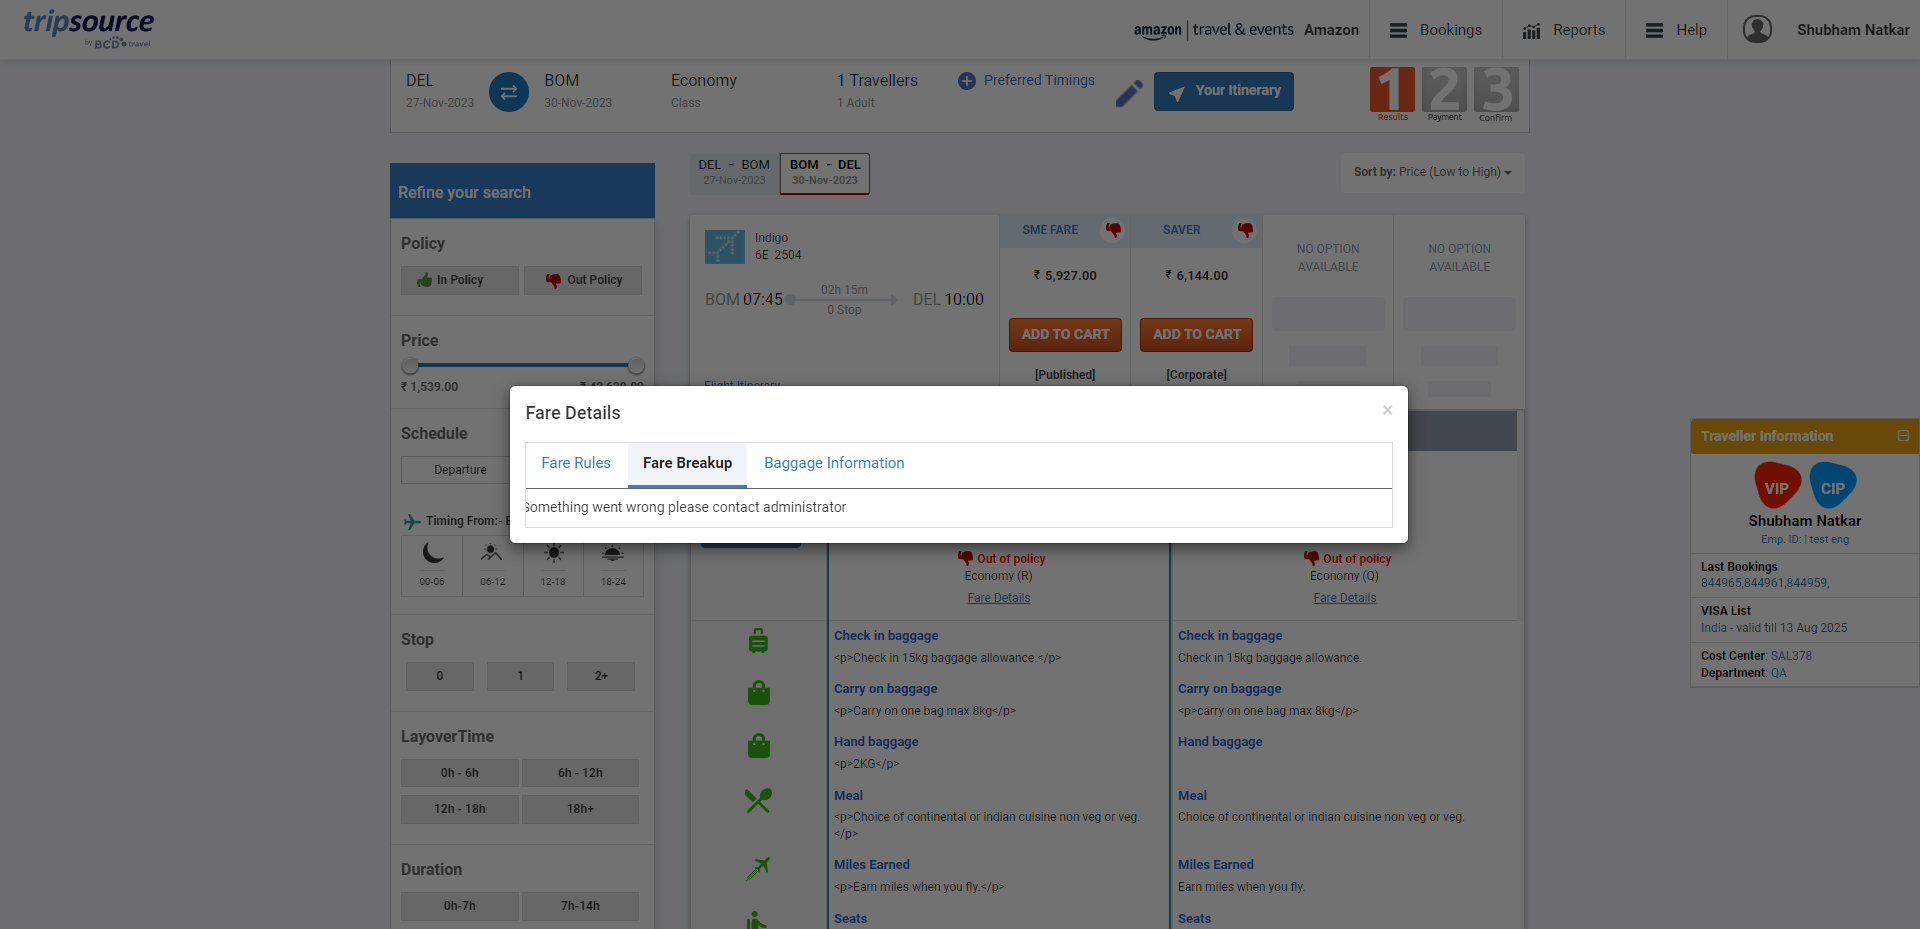 tripsource
by BCD travel
amazon | travel & events Amazon
Bookings
Reports
Help
Shubham Natkar
DEL
27-Nov-2023
BOM
30-Nov-2023
Economy
Class
1 Travellers
1 Adult
Preferred Timings
Your Itinerary
1 2 3
Results Payment Confirm
Refine your search
Policy
In Policy
Out Policy
Price
₹ 1,539.00
Schedule
Departure
Timing From:-
00-06
06-12
12-18
18-24
Stop
0
1
2+
LayoverTime
0h - 6h
6h - 12h
12h - 18h
18h+
Duration
0h-7h
7h-14h
DEL - BOM
27-Nov-2023
BOM - DEL
30-Nov-2023
Sort by: Price (Low to High)
Indigo
6E 2504
BOM 07:45
02h 15m
0 Stop
DEL 10:00
Flight Itinerary
SME FARE
₹ 5,927.00
ADD TO CART
[Published]
SAVER
₹ 6,144.00
ADD TO CART
[Corporate]
NO OPTION
AVAILABLE
NO OPTION
AVAILABLE
Fare Details
×
Fare Rules
Fare Breakup
Baggage Information
Something went wrong please contact administrator
Out of policy
Economy (R)
Fare Details
Out of policy
Economy (Q)
Fare Details
Check in baggage
<p>Check in 15kg baggage allowance.</p>
Check in baggage
Check in 15kg baggage allowance.
Carry on baggage
<p>Carry on one bag max 8kg</p>
Carry on baggage
<p>carry on one bag max 8kg</p>
Hand baggage
<p>2KG</p>
Hand baggage
Meal
<p>Choice of continental or indian cuisine non veg or veg.
</p>
Meal
Choice of continental or indian cuisine non veg or veg.
Miles Earned
<p>Earn miles when you fly.</p>
Miles Earned
Earn miles when you fly.
Seats
Seats
Traveller Information
VIP
CIP
Shubham Natkar
Emp. ID: | test eng
Last Bookings
844965,844961,844959,
VISA List
India - valid till 13 Aug 2025
Cost Center: SAL378
Department: QA